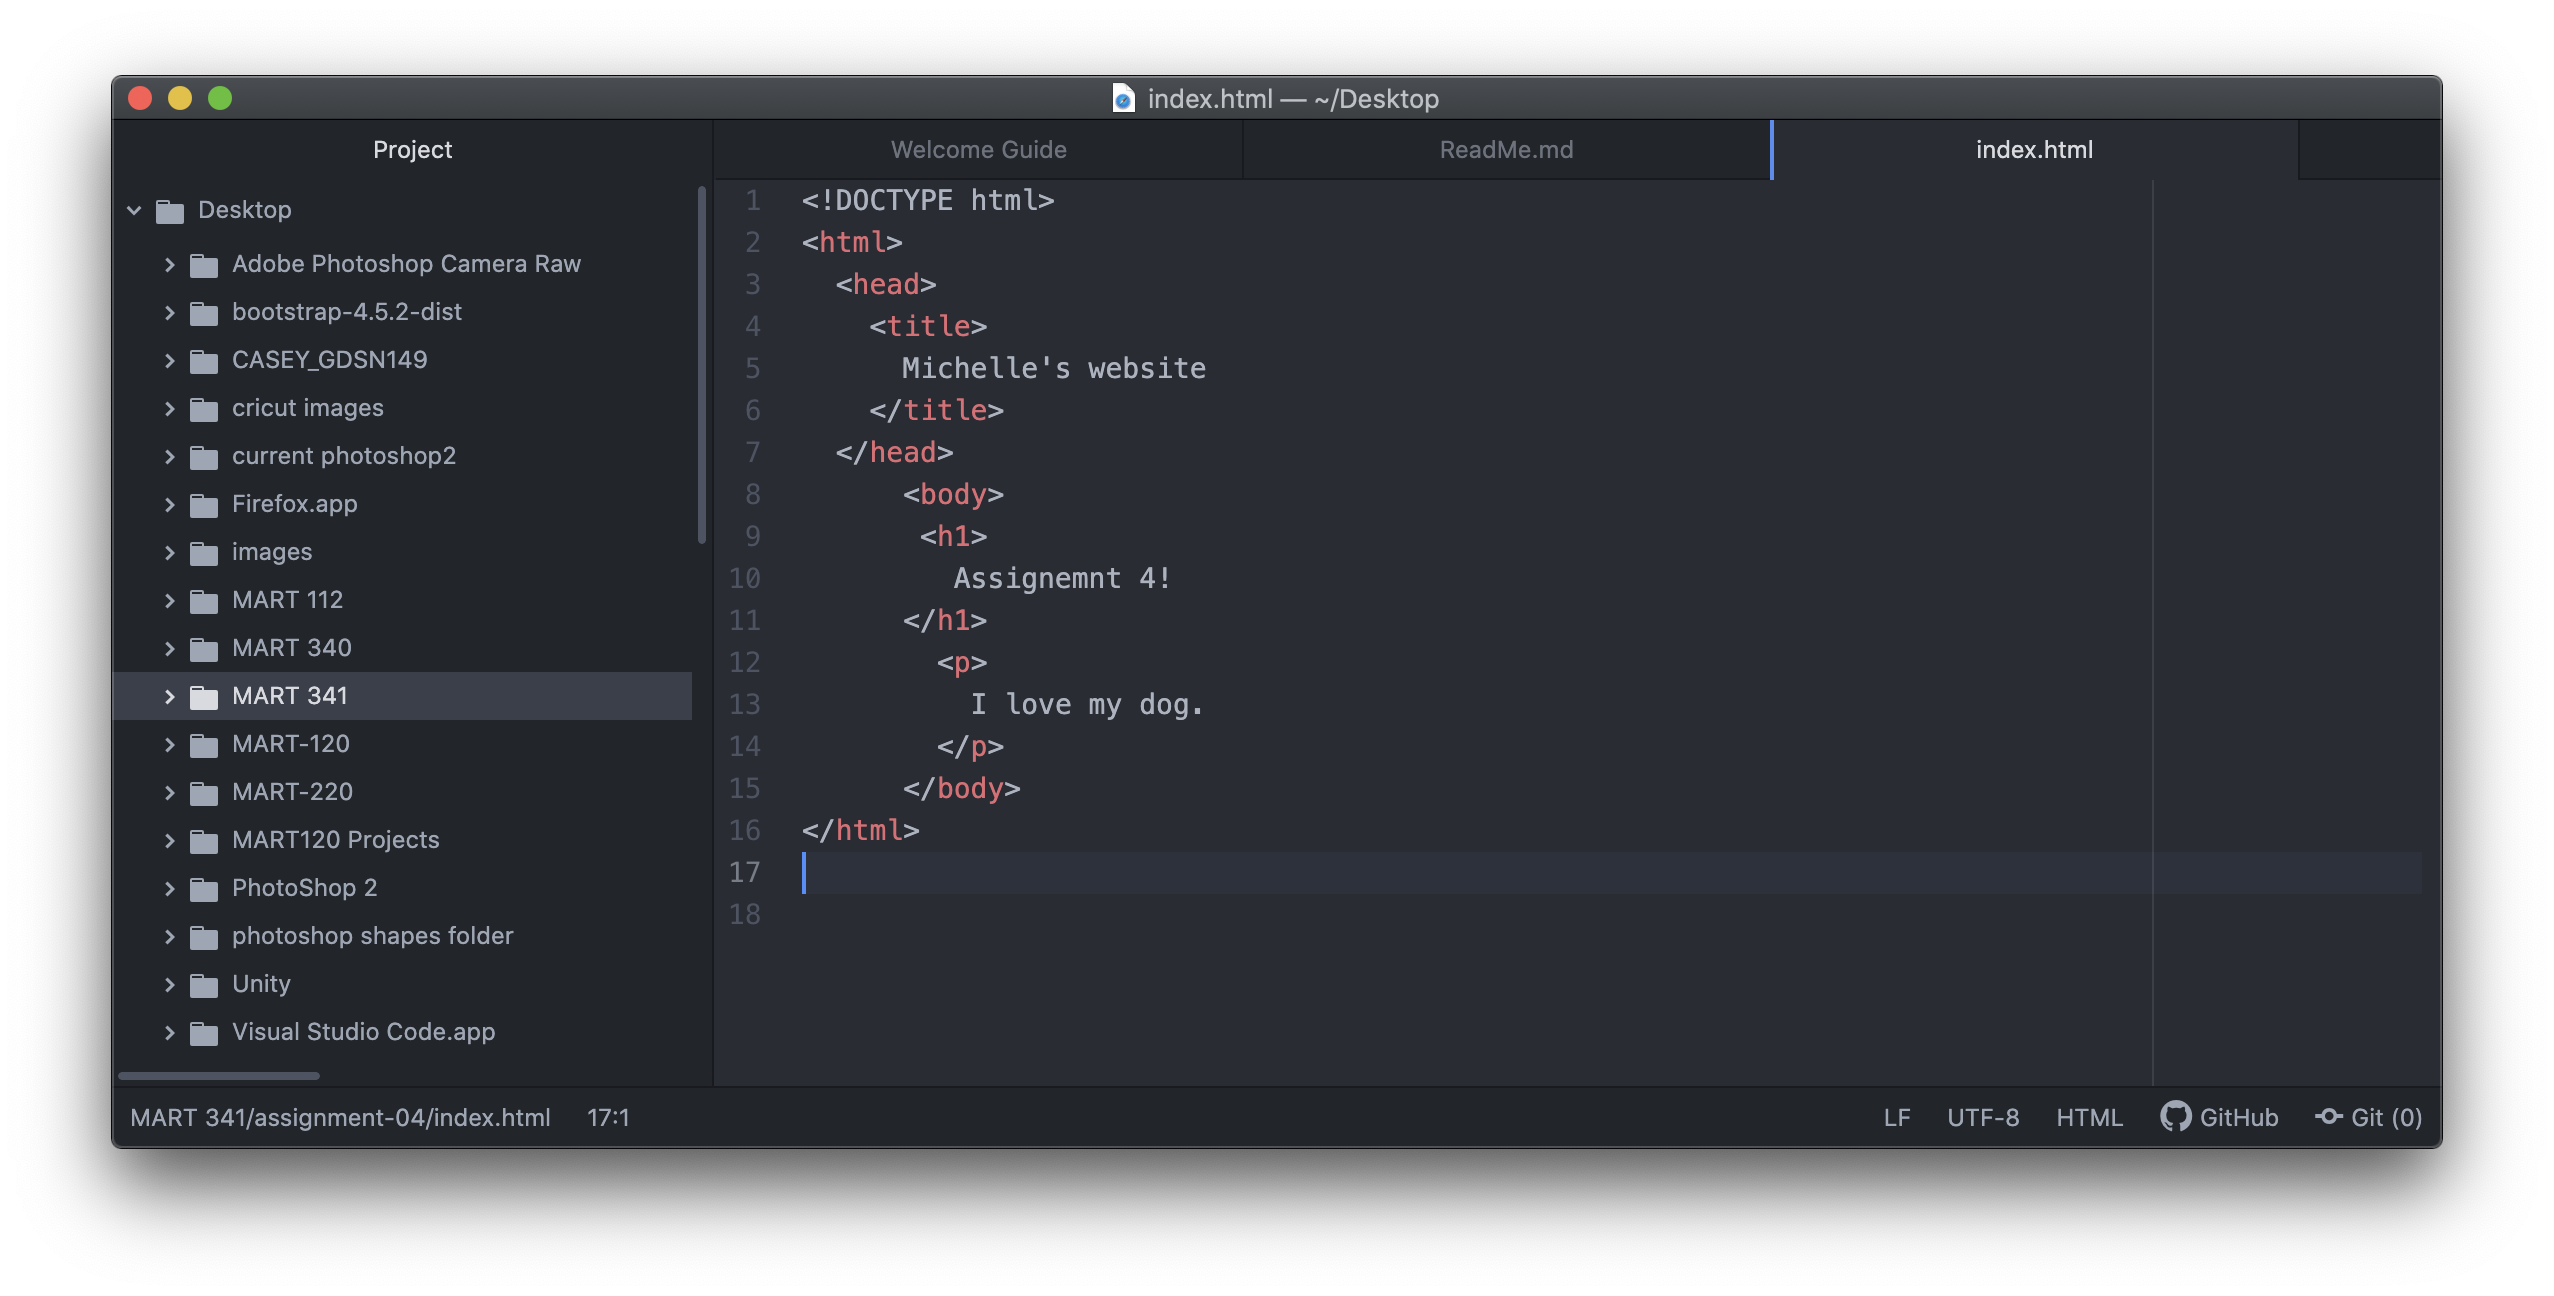 index.html — ~/Desktop
Project
Desktop
Adobe Photoshop Camera Raw
bootstrap-4.5.2-dist
CASEY_GDSN149
cricut images
current photoshop2
Firefox.app
images
MART 112
MART 340
MART 341
MART-120
MART-220
MART120 Projects
PhotoShop 2
photoshop shapes folder
Unity
Visual Studio Code.app
Welcome Guide ReadMe.md index.html
1 <!DOCTYPE html>
2 <html>
3   <head>
4     <title>
5       Michelle's website
6     </title>
7   </head>
8       <body>
9        <h1>
10         Assignemnt 4!
11      </h1>
12        <p>
13          I love my dog.
14        </p>
15      </body>
16 </html>
17
18
MART 341/assignment-04/index.html 17:1 LF UTF-8 HTML GitHub Git (0)